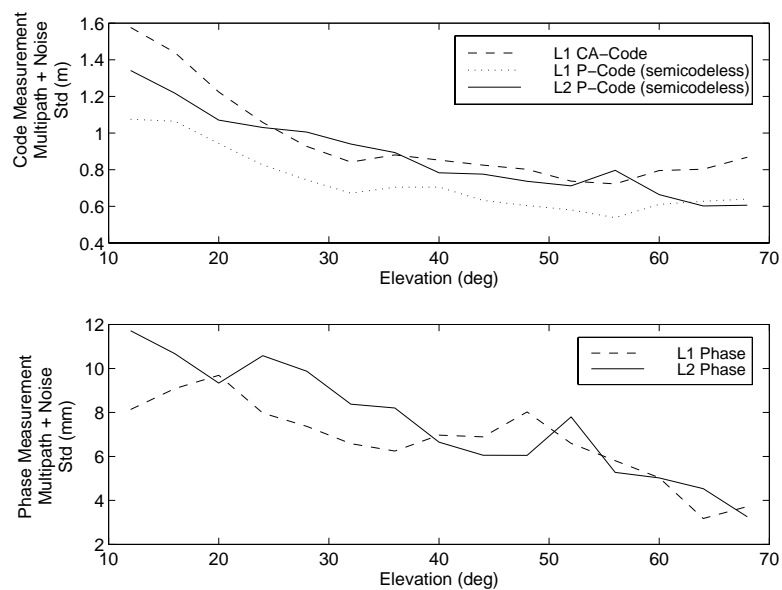 Code Measurement
Multipath + Noise
Std (m)
1.6
1.4
1.2
1
0.8
0.6
0.4
L1 CA−Code
L1 P−Code (semicodeless)
L2 P−Code (semicodeless)
10 20 30 40 50 60 70
Elevation (deg)
Phase Measurement
Multipath + Noise
Std (mm)
12
10
8
6
4
2
L1 Phase
L2 Phase
10 20 30 40 50 60 70
Elevation (deg)